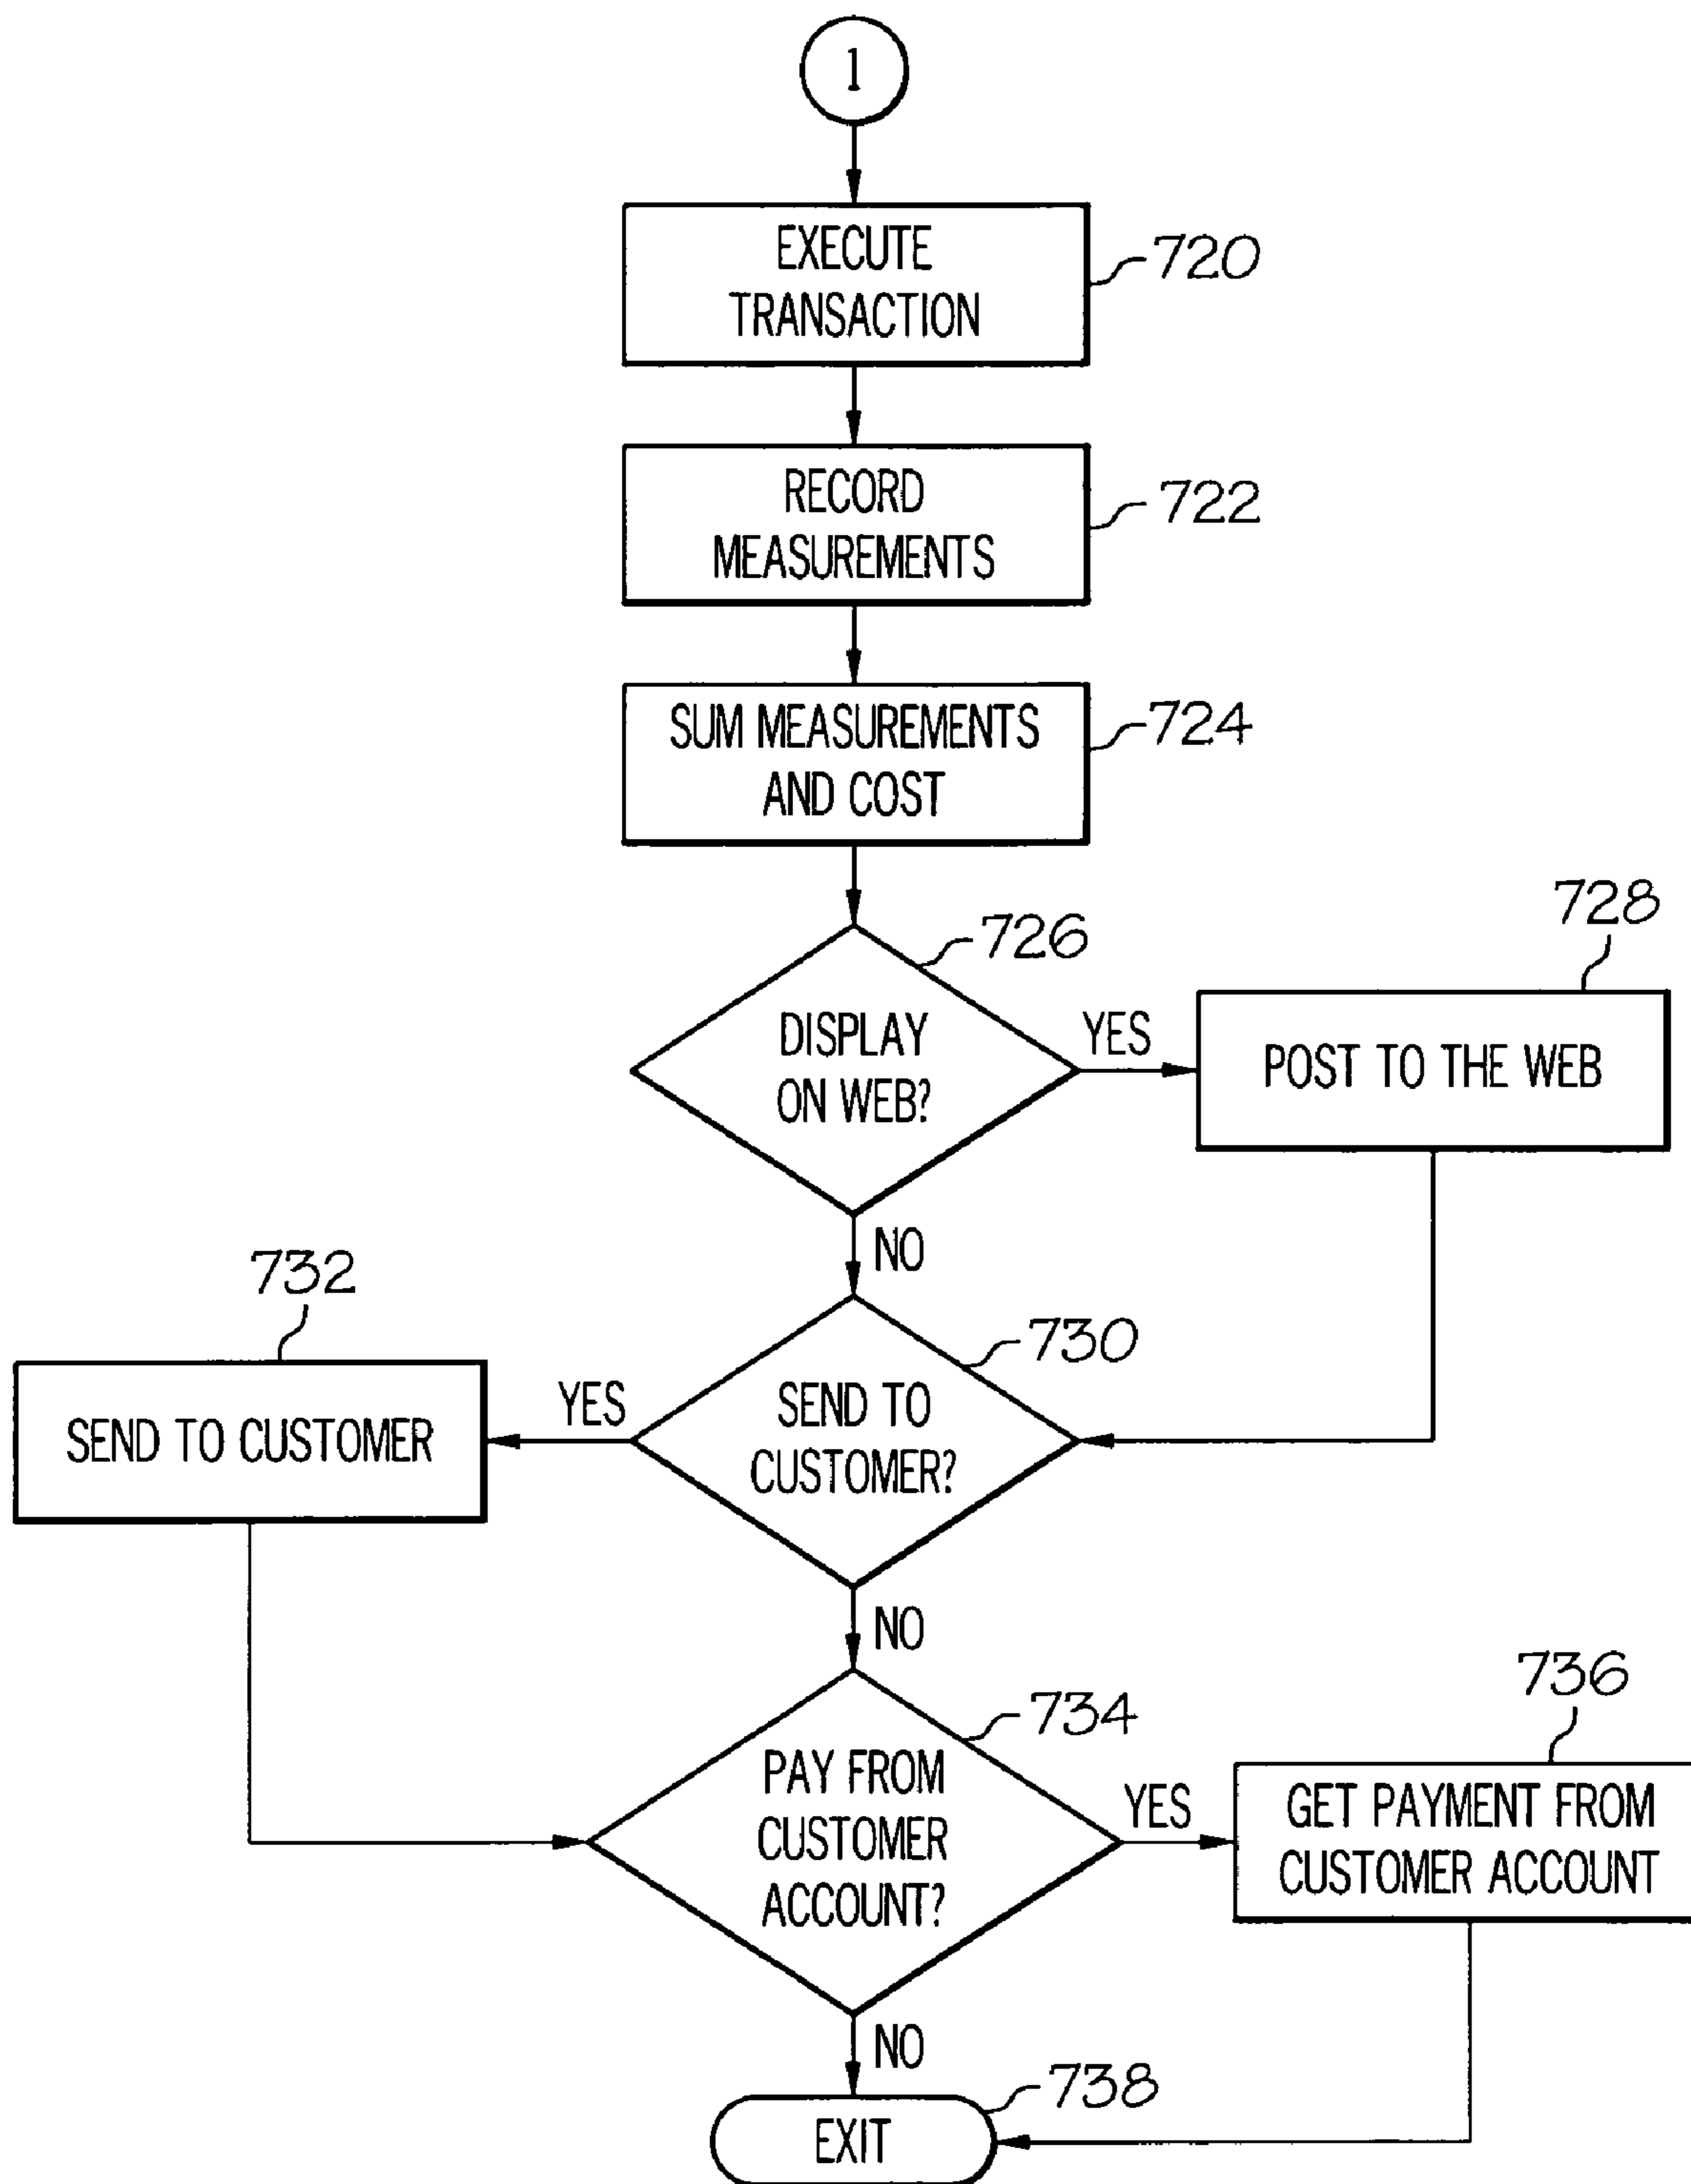 1
EXECUTE
TRANSACTION
720
RECORD
MEASUREMENTS
722
SUM MEASUREMENTS
AND COST
724
726
728
DISPLAY
ON WEB?
YES
POST TO THE WEB
NO
732
730
SEND TO CUSTOMER
YES
SEND TO
CUSTOMER?
NO
734
736
PAY FROM
CUSTOMER
ACCOUNT?
YES
GET PAYMENT FROM
CUSTOMER ACCOUNT
NO
738
EXIT